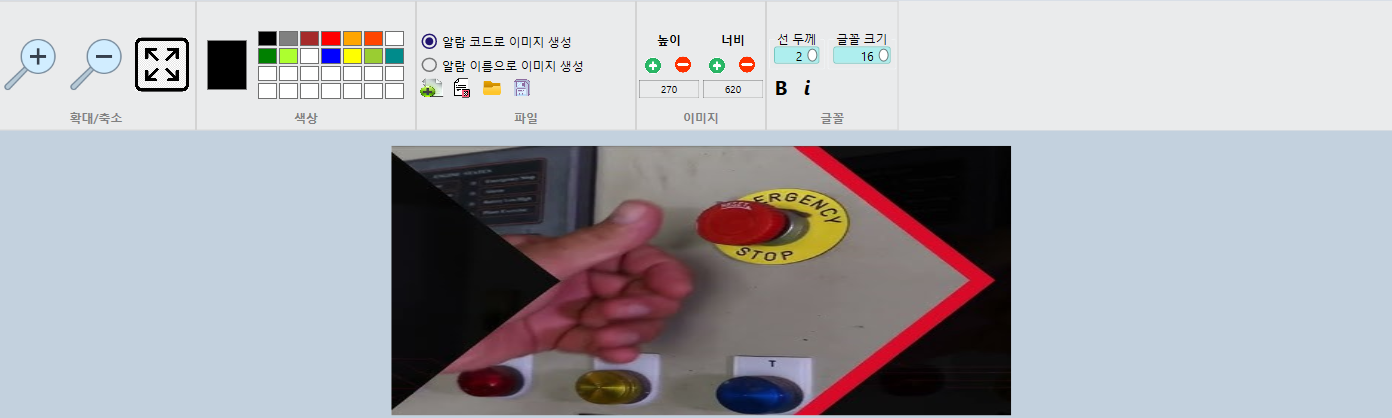 알람 코드로 이미지 생성
알람 이름으로 이미지 생성
높이 너비
270 620
선 두께 글꼴 크기
2 16
B i
확대/축소 색상 파일 이미지 글꼴
RESET
ERGENCY
STOP
T